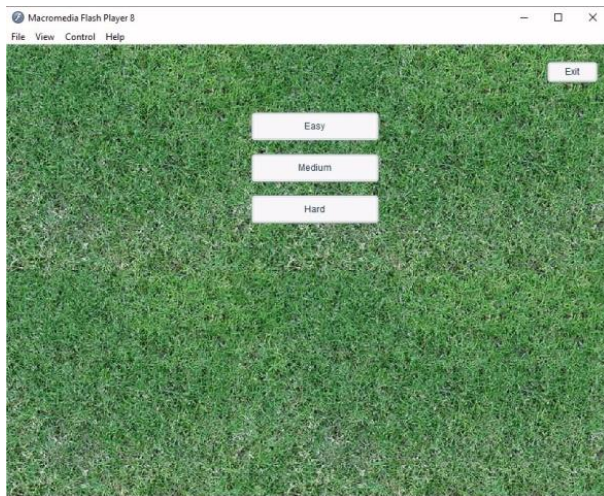 Macromedia Flash Player 8
File View Control Help
Exit
Easy
Medium
Hard